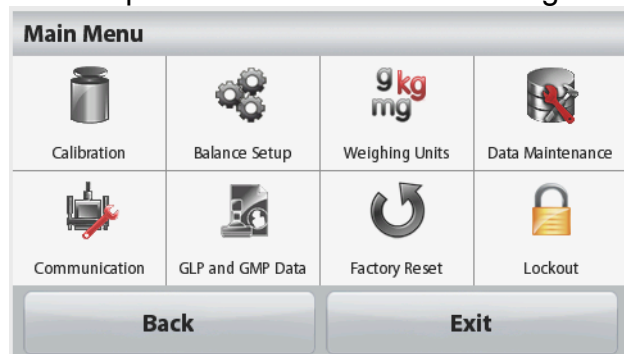 Main Menu
g kg
mg
Calibration
Balance Setup
Weighing Units
Data Maintenance
Communication
GLP and GMP Data
Factory Reset
Lockout
Back
Exit